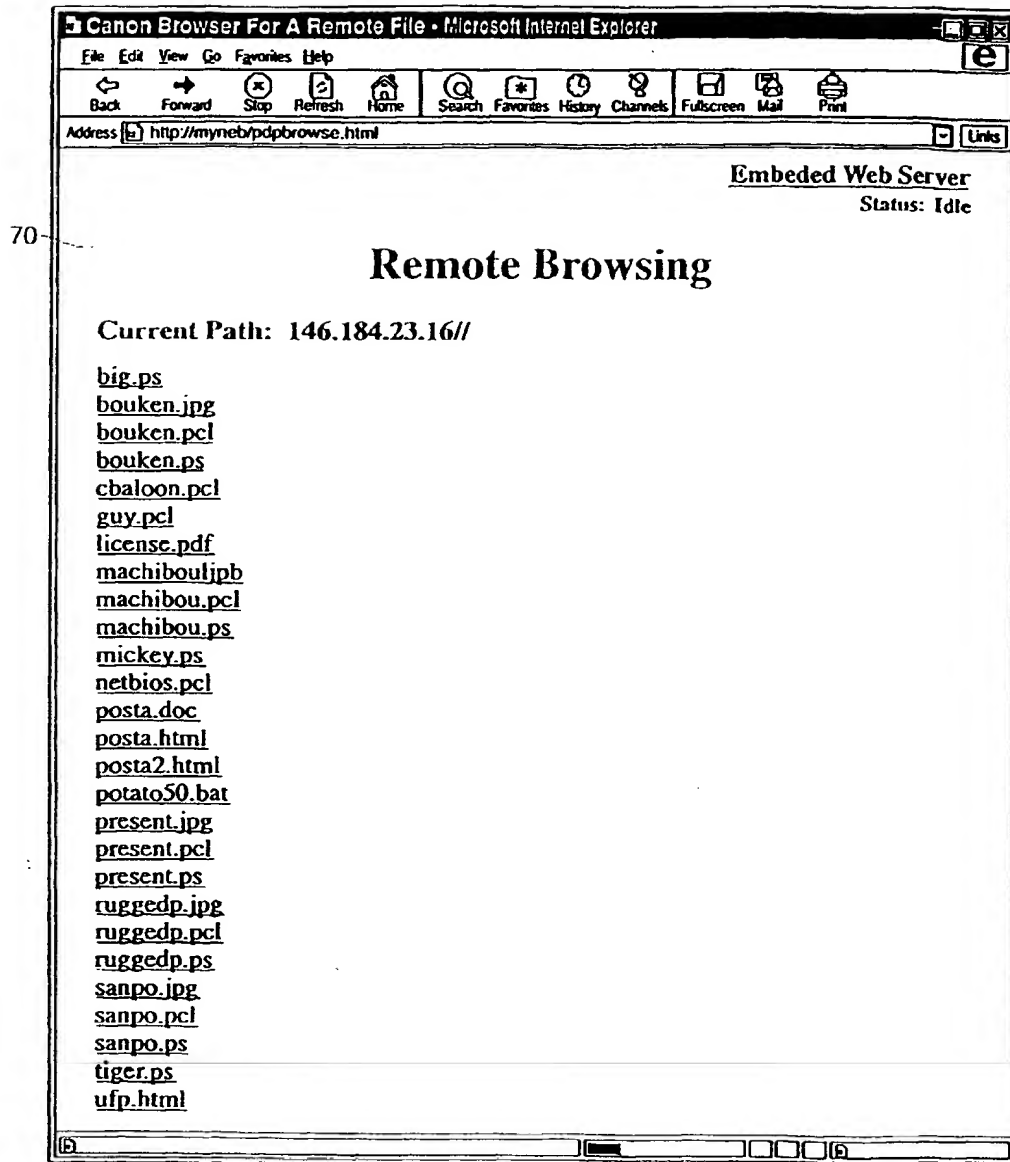 Canon Browser For A Remote File - Microsoft Internet Explorer
File Edit View Go Favorites Help
Back Forward Stop Refresh Home Search Favorites History Channels Fullscreen Mail Print
Address http://myneb/pdpbrowse.html Links
Embeded Web Server
Status: Idle
70
Remote Browsing
Current Path: 146.184.23.16//
big.ps
bouken.jpg
bouken.pcl
bouken.ps
cbaloon.pcl
guy.pcl
license.pdf
machibouljpb
machibou.pcl
machibou.ps
mickey.ps
netbios.pcl
posta.doc
posta.html
posta2.html
potato50.bat
present.jpg
present.pcl
present.ps
ruggedp.jpg
ruggedp.pcl
ruggedp.ps
sanpo.jpg
sanpo.pcl
sanpo.ps
tiger.ps
ufp.html